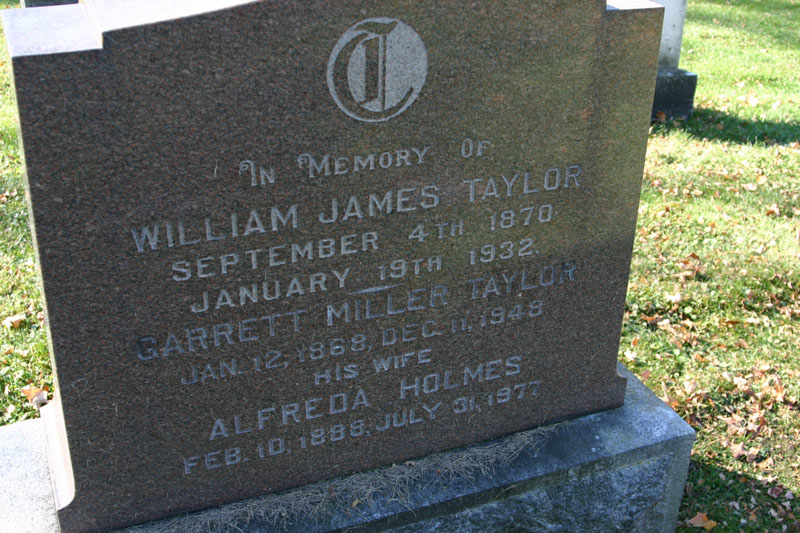 T
In Memory Of
WILLIAM JAMES TAYLOR
SEPTEMBER 4TH 1870
JANUARY 19TH 1932.
GARRETT MILLER TAYLOR
JAN. 12, 1868, DEC. 11, 1948
HIS WIFE
ALFREDA HOLMES
FEB. 10, 1888, JULY 31, 1977